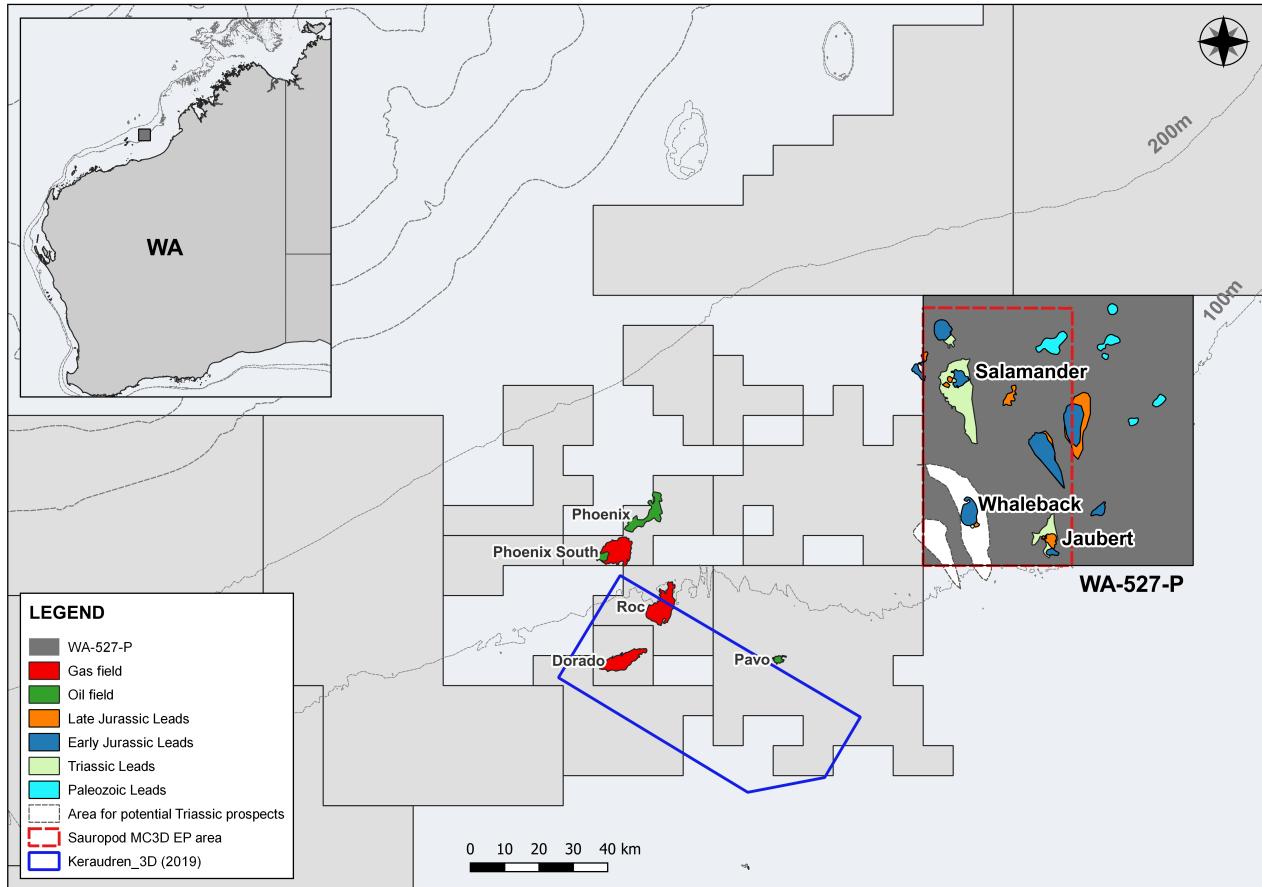 WA
200m
100m
Salamander
Whaleback
Jaubert
WA-527-P
Phoenix
Phoenix South
Roc
Dorado
Pavo
LEGEND
WA-527-P
Gas field
Oil field
Late Jurassic Leads
Early Jurassic Leads
Triassic Leads
Paleozoic Leads
Area for potential Triassic prospects
Sauropod MC3D EP area
Keraudren_3D (2019)
0 10 20 30 40 km